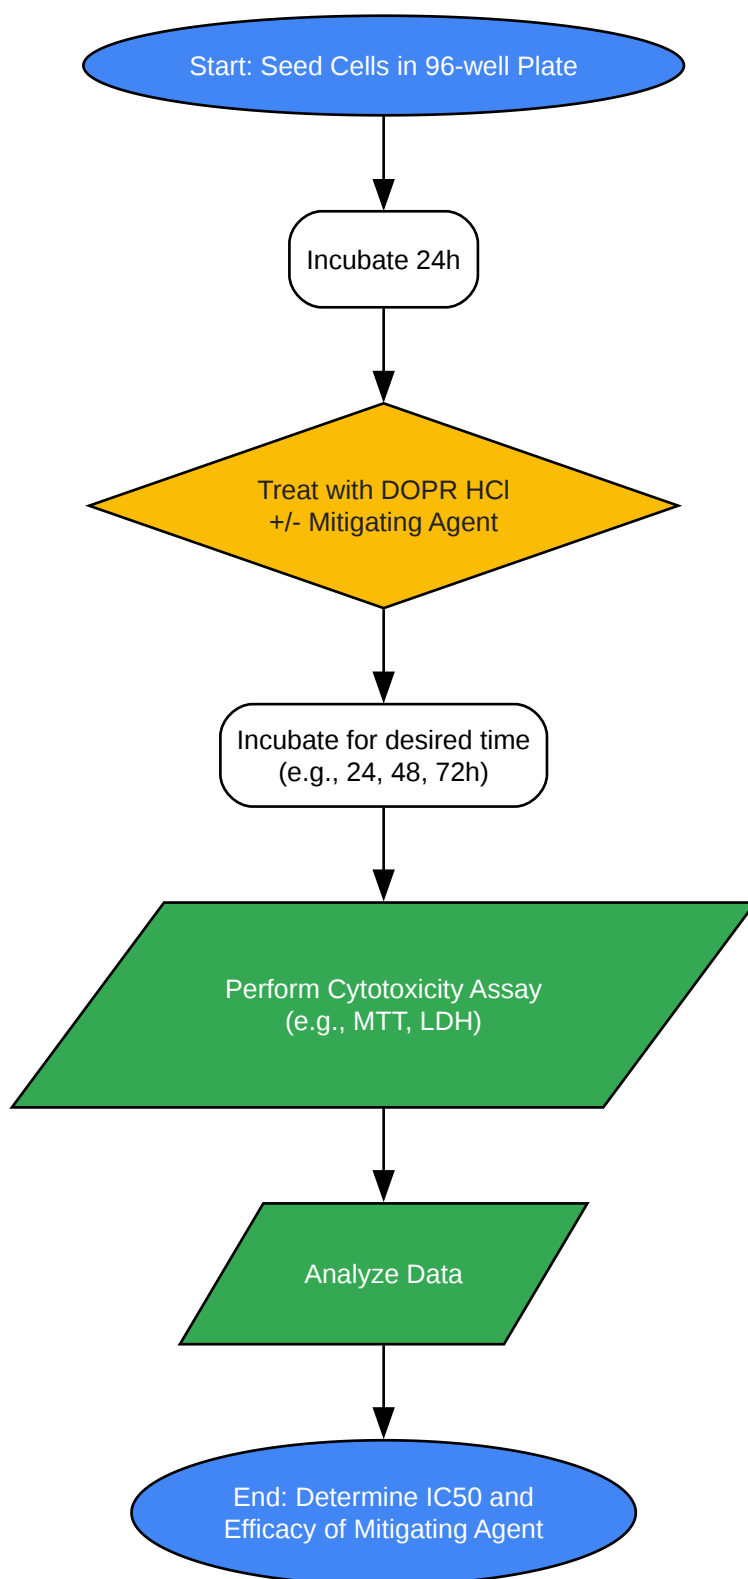 Start: Seed Cells in 96-well Plate
Incubate 24h
Treat with DOPR HCl
+/- Mitigating Agent
Incubate for desired time
(e.g., 24, 48, 72h)
Perform Cytotoxicity Assay
(e.g., MTT, LDH)
Analyze Data
End: Determine IC50 and
Efficacy of Mitigating Agent